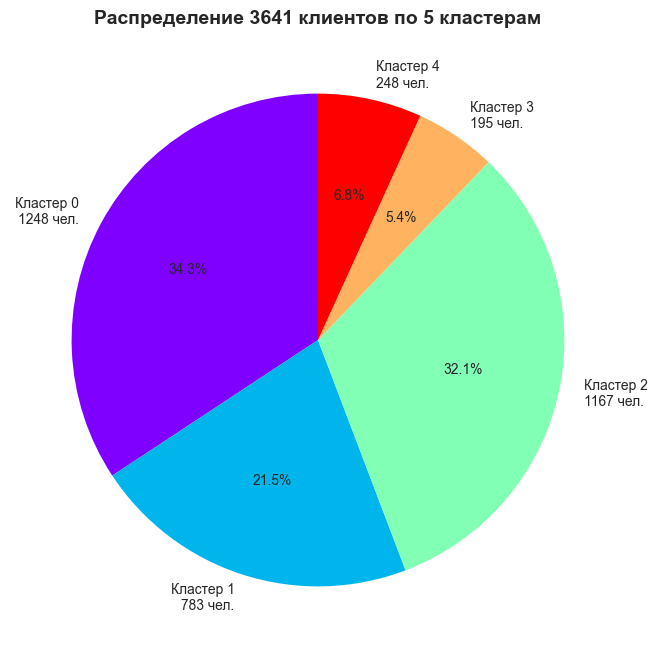 Распределение 3641 клиентов по 5 кластерам
Кластер 4
248 чел.
Кластер 3
195 чел.
Кластер 0
1248 чел.
6.8%
5.4%
34.3%
32.1%
Кластер 2
1167 чел.
21.5%
Кластер 1
783 чел.